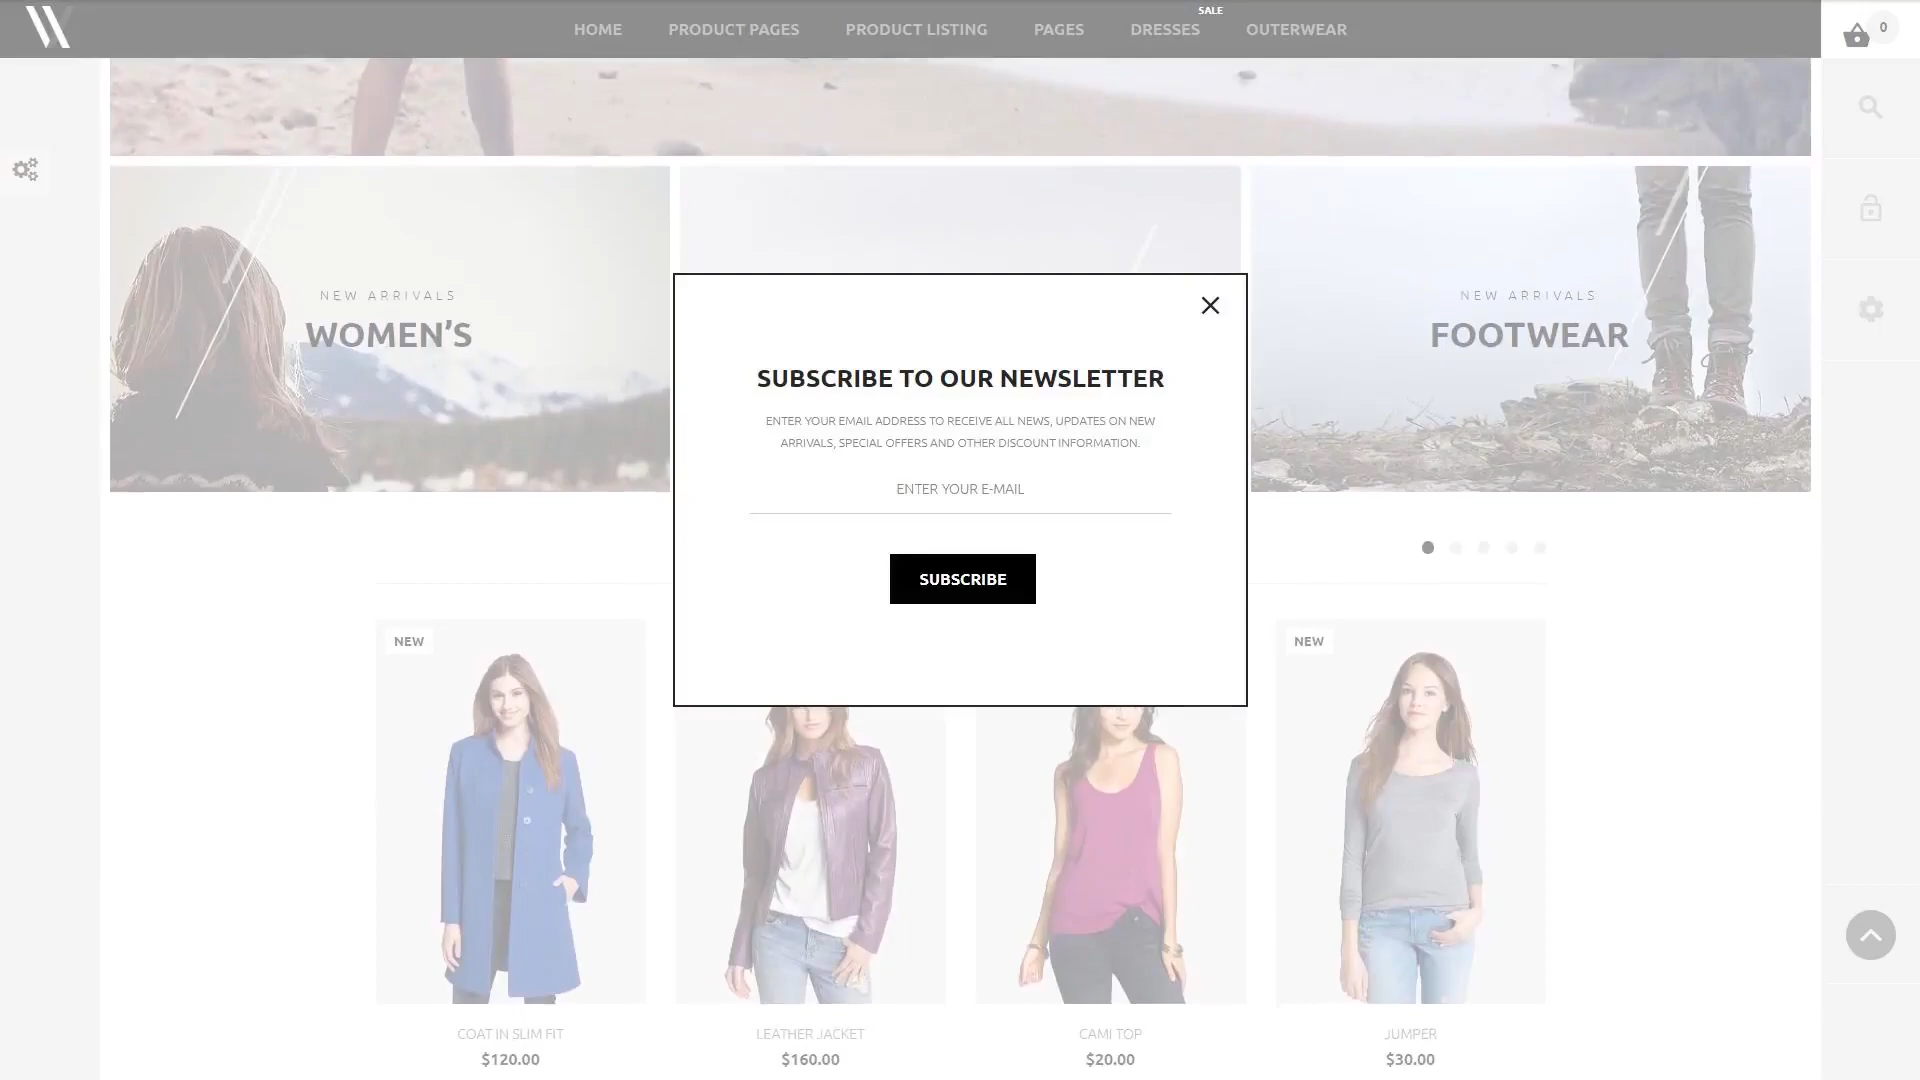 SALE
HOME PRODUCT PAGES PRODUCT LISTING PAGES DRESSES OUTERWEAR
0
NEW ARRIVALS
WOMEN’S
NEW ARRIVALS
FOOTWEAR
SUBSCRIBE TO OUR NEWSLETTER
ENTER YOUR EMAIL ADDRESS TO RECEIVE ALL NEWS, UPDATES ON NEW
ARRIVALS, SPECIAL OFFERS AND OTHER DISCOUNT INFORMATION.
ENTER YOUR E-MAIL
SUBSCRIBE
NEW
NEW
COAT IN SLIM FIT
$120.00
LEATHER JACKET
$160.00
CAMI TOP
$20.00
JUMPER
$30.00